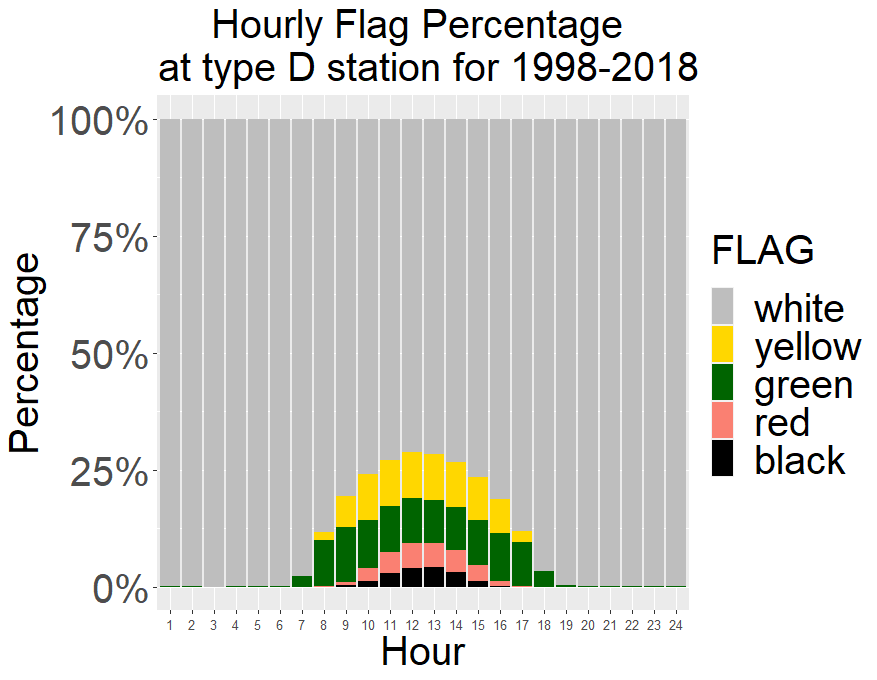 Hourly Flag Percentage
at type D station for 1998-2018
100%
75%
50%
25%
0%
Percentage
1 2 3 4 5 6 7 8 9 10 11 12 13 14 15 16 17 18 19 20 21 22 23 24
Hour
FLAG
white
yellow
green
red
black